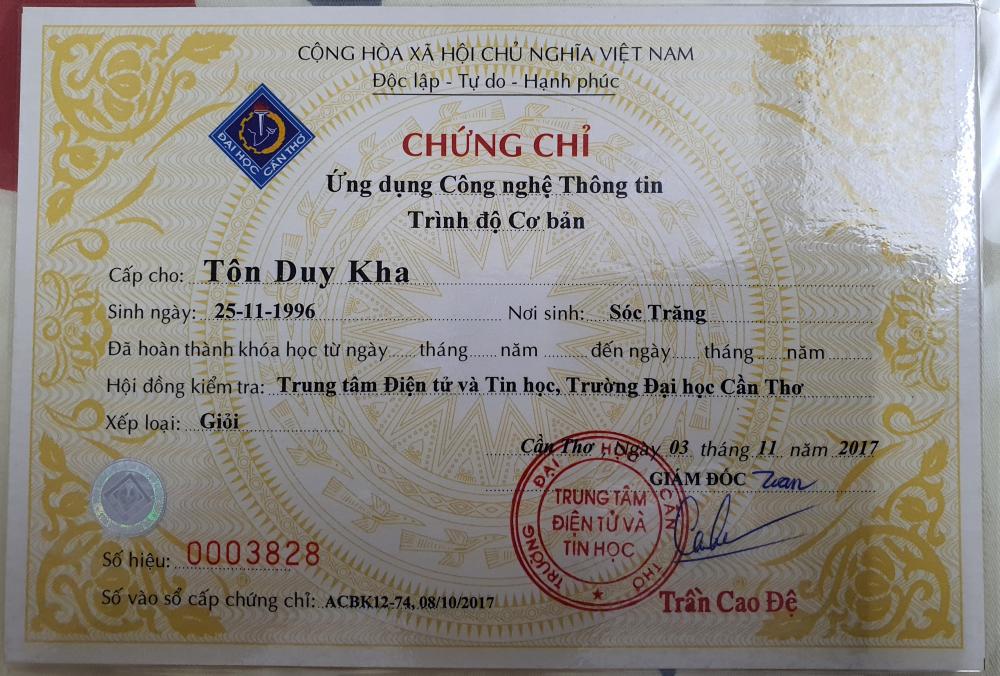 CỘNG HÒA XÃ HỘI CHỦ NGHĨA VIỆT NAM
Độc lập - Tự do - Hạnh phúc
ĐẠI HỌC CẦN THƠ
CHỨNG CHỈ
Ứng dụng Công nghệ Thông tin
Trình độ Cơ bản
Cấp cho: Tôn Duy Kha
Sinh ngày: 25-11-1996 Nơi sinh: Sóc Trăng
Đã hoàn thành khóa học từ ngày...... tháng...... năm .......... đến ngày...... tháng...... năm..........
Hội đồng kiểm tra: Trung tâm Điện tử và Tin học, Trường Đại học Cần Thơ
Xếp loại: Giỏi
Cần Thơ Ngày 03 tháng 11 năm 2017
GIÁM ĐỐC
TRƯỜNG ĐẠI HỌC CẦN THƠ
TRUNG TÂM
ĐIỆN TỬ VÀ
TIN HỌC
Số hiệu: 0003828
Số vào sổ cấp chứng chỉ: ACBK12-74, 08/10/2017
Trần Cao Đệ